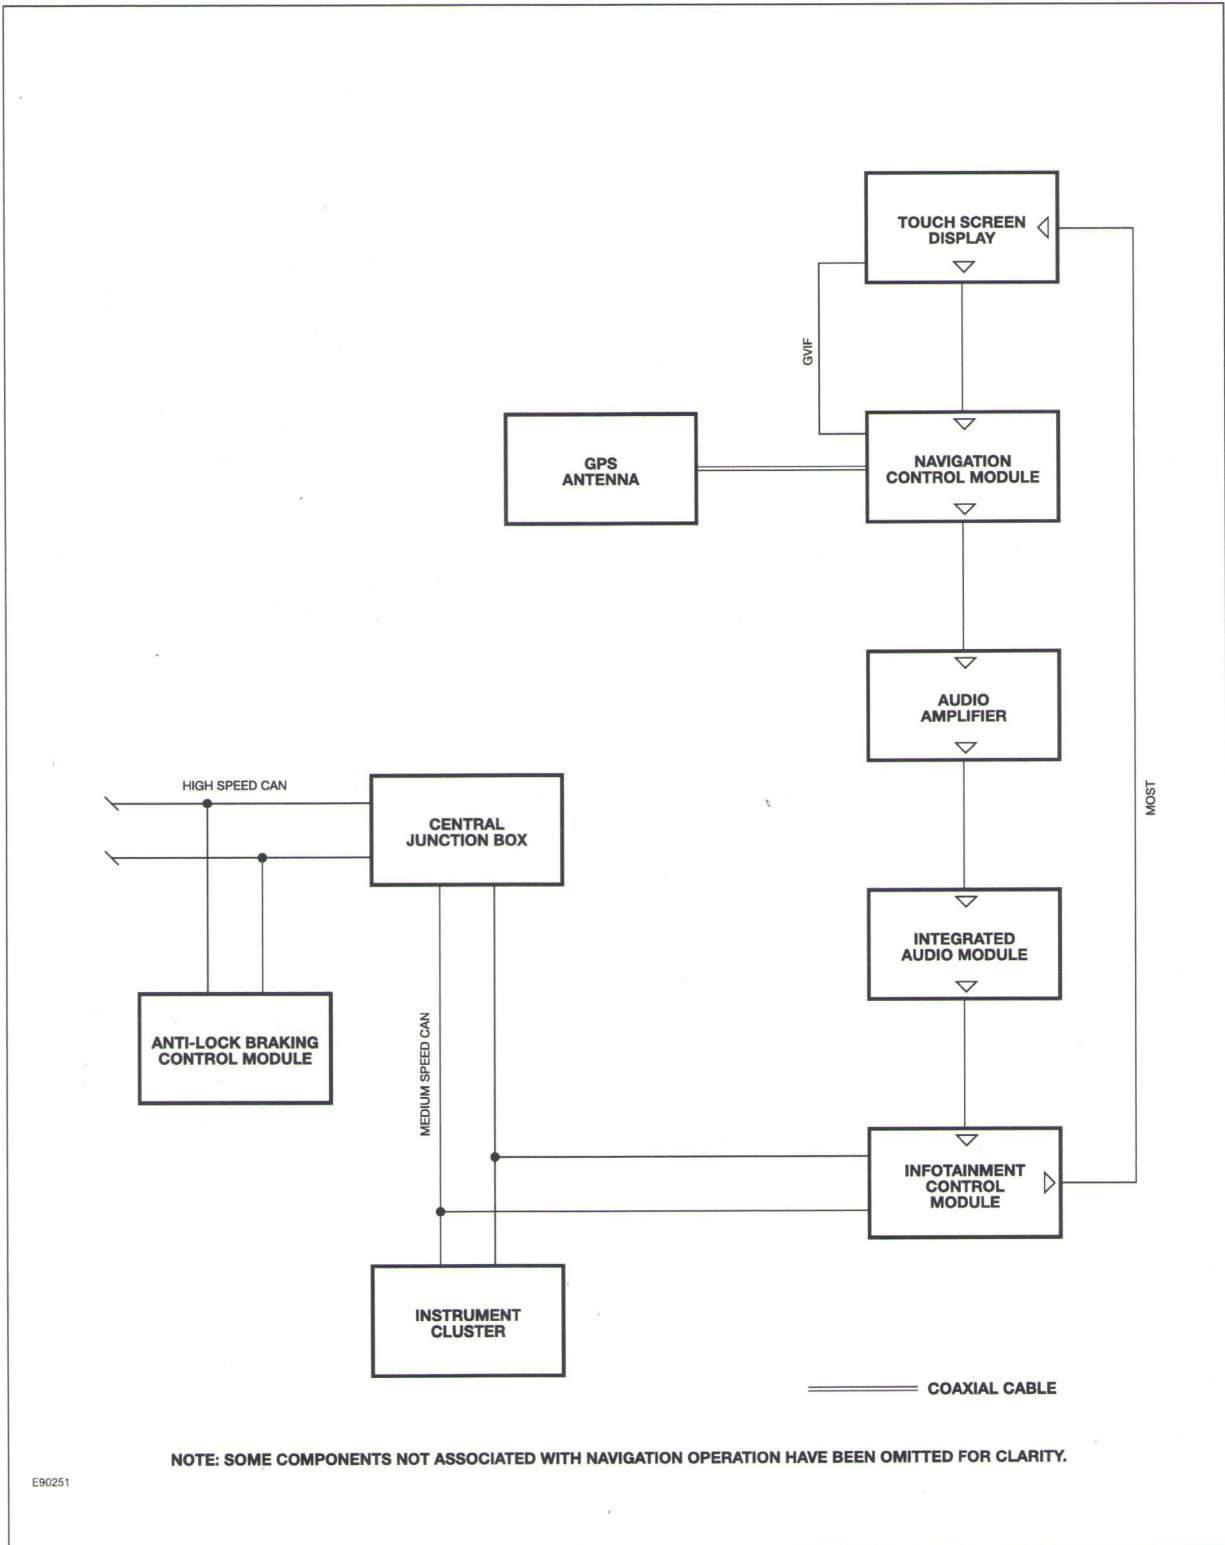 TOUCH SCREEN
DISPLAY
GVIF
GPS
ANTENNA
NAVIGATION
CONTROL MODULE
AUDIO
AMPLIFIER
HIGH SPEED CAN
CENTRAL
JUNCTION BOX
MOST
INTEGRATED
AUDIO MODULE
ANTI-LOCK BRAKING
CONTROL MODULE
MEDIUM SPEED CAN
INFOTAINMENT
CONTROL
MODULE
INSTRUMENT
CLUSTER
COAXIAL CABLE
NOTE: SOME COMPONENTS NOT ASSOCIATED WITH NAVIGATION OPERATION HAVE BEEN OMITTED FOR CLARITY.
E90251